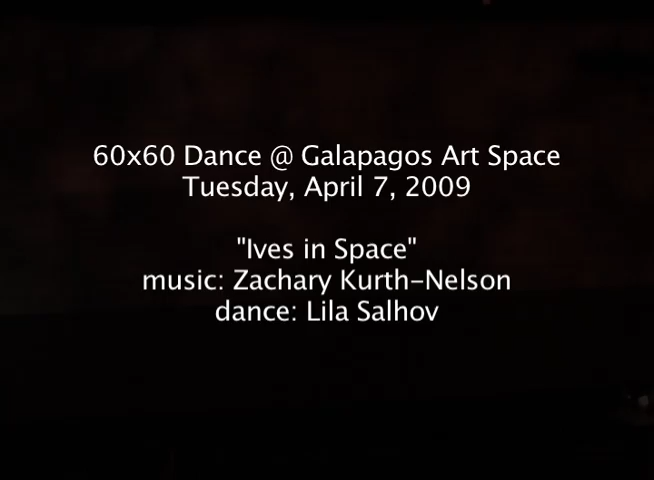 60x60 Dance @ Galapagos Art Space
Tuesday, April 7, 2009
"Ives in Space"
music: Zachary Kurth-Nelson
dance: Lila Salhov